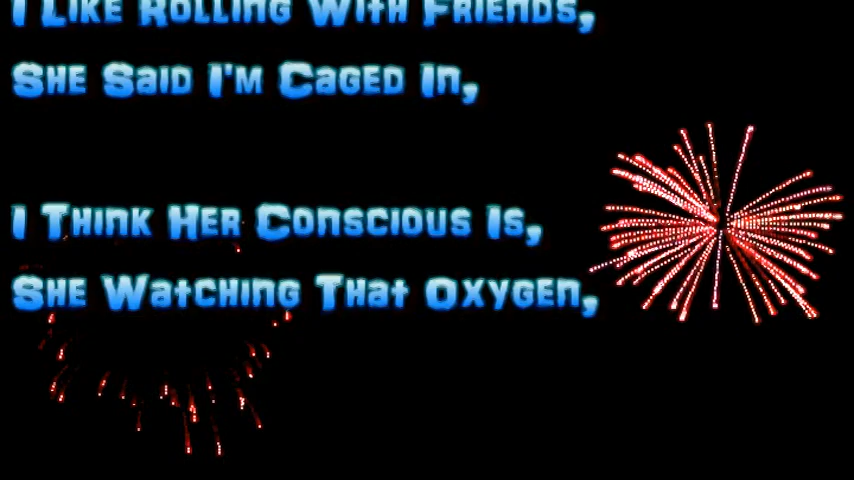 I Like Rolling With Friends,
She Said I'm Caged In,
I Think Her Conscious Is,
She Watching That Oxygen,